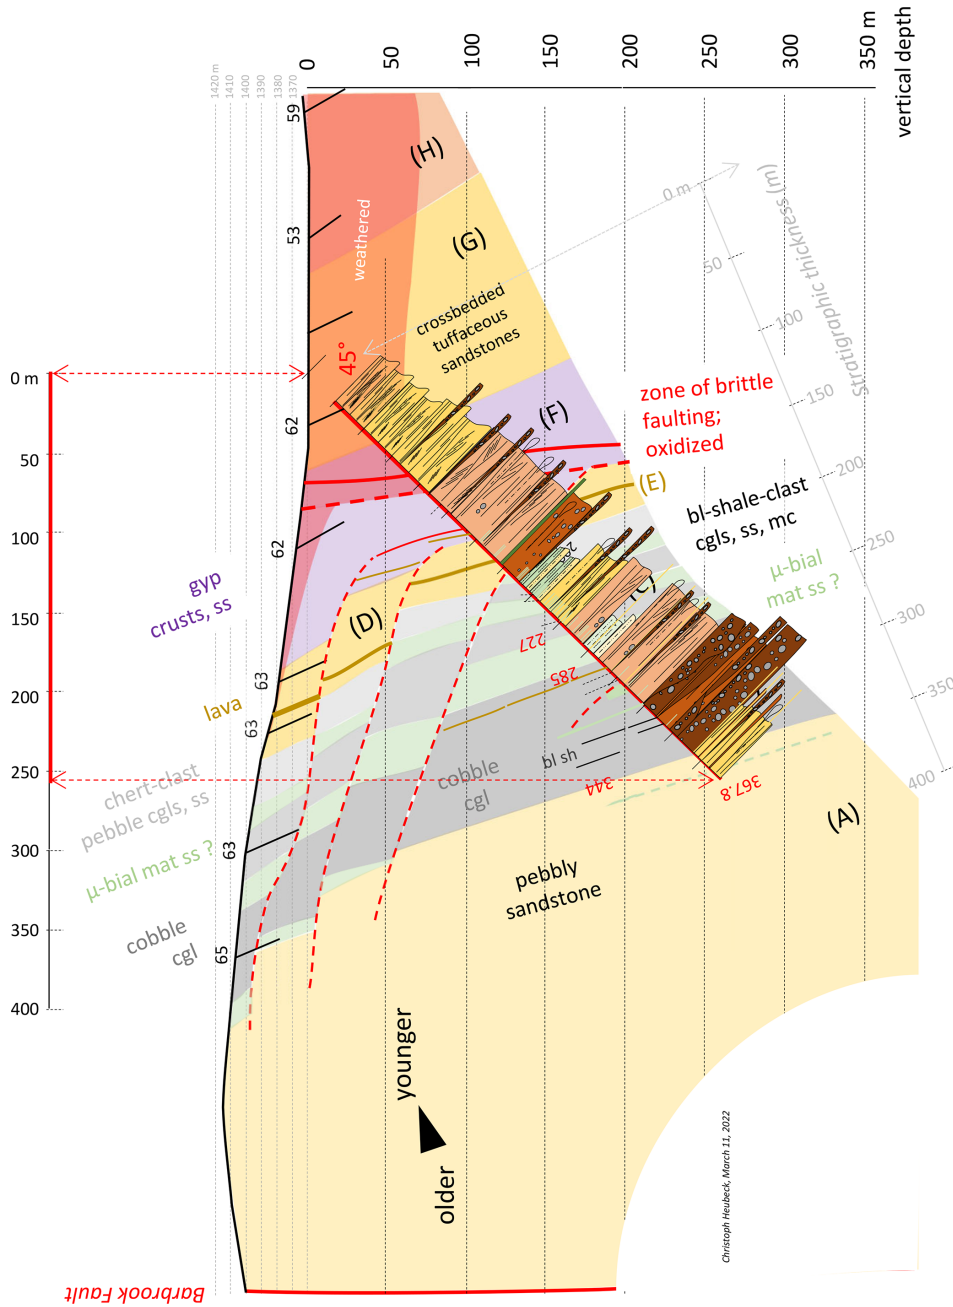 0
50
100
150
200
250
300
350 m
vertical depth
1420 m
1410
1400
1390
1380
1370
59
53
62
62
63
63
63
65
(H)
weathered
(G)
crossbedded
tuffaceous
sandstones
45°
0 m
50
100
150
200
250
300
350
400
Stratigraphic thickness (m)
0 m
50
100
150
200
250
300
350
400
(F)
zone of brittle
faulting;
oxidized
(E)
bl-shale-clast
cgls, ss, mc
µ-bial
mat ss ?
gyp
crusts, ss
(D)
lava
227
285
344
367.8
bl sh
cobble
cgl
chert-clast
pebble cgls, ss
µ-bial mat ss ?
cobble
cgl
(A)
pebbly
sandstone
younger
older
Christoph Heubeck, March 11, 2022
Barbrook Fault